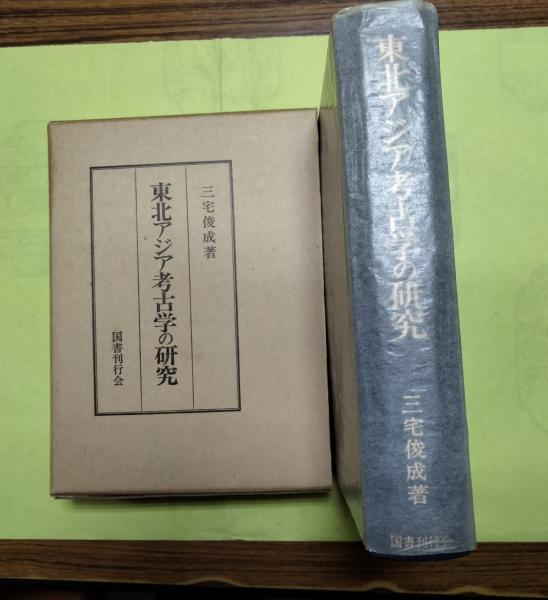 三宅俊成著
東北アジア考古学の研究
国書刊行会
東北アジア考古学の研究
三宅俊成著
国書刊行会